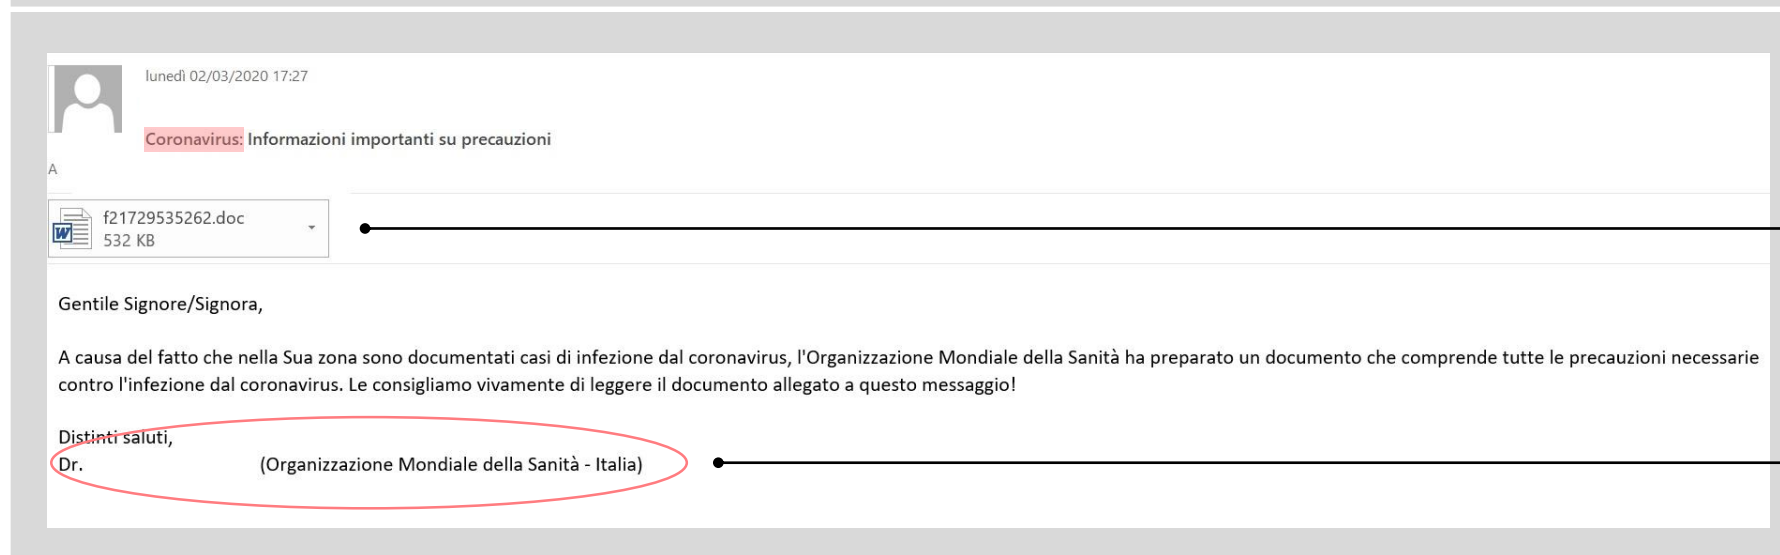 lunedì 02/03/2020 17:27
Coronavirus: Informazioni importanti su precauzioni
A
f21729535262.doc
532 KB
Gentile Signore/Signora,
A causa del fatto che nella Sua zona sono documentati casi di infezione dal coronavirus, l'Organizzazione Mondiale della Sanità ha preparato un documento che comprende tutte le precauzioni necessarie
contro l'infezione dal coronavirus. Le consigliamo vivamente di leggere il documento allegato a questo messaggio!
Distinti saluti,
Dr. (Organizzazione Mondiale della Sanità - Italia)